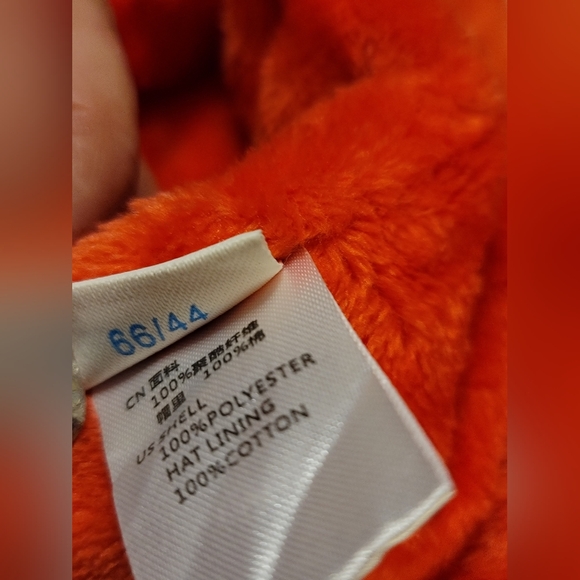 66/44
CN 面料
100%聚酯纤维
帽里 100%棉
US SHELL
100%POLYESTER
HAT LINING
100%COTTON